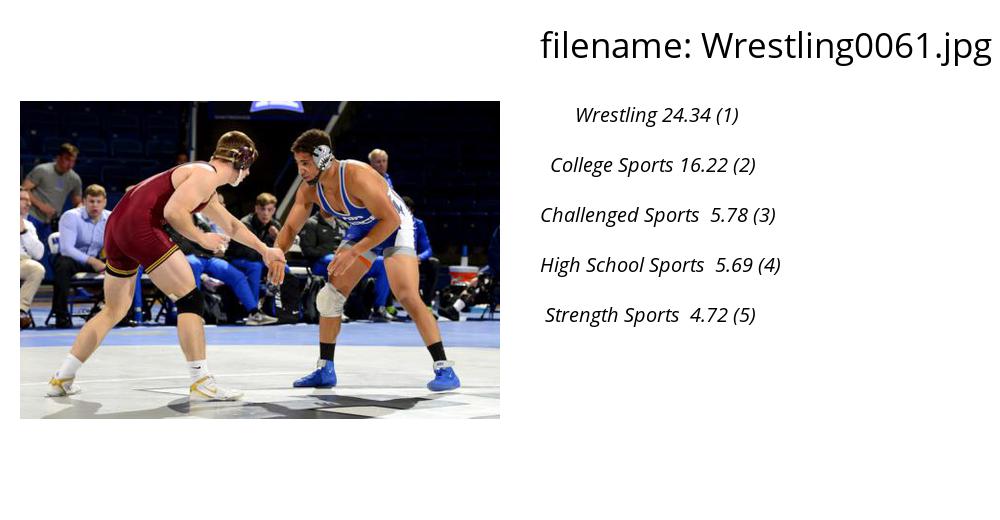 filename: Wrestling0061.jpg
Wrestling 24.34 (1)
College Sports 16.22 (2)
Challenged Sports 5.78 (3)
High School Sports 5.69 (4)
Strength Sports 4.72 (5)